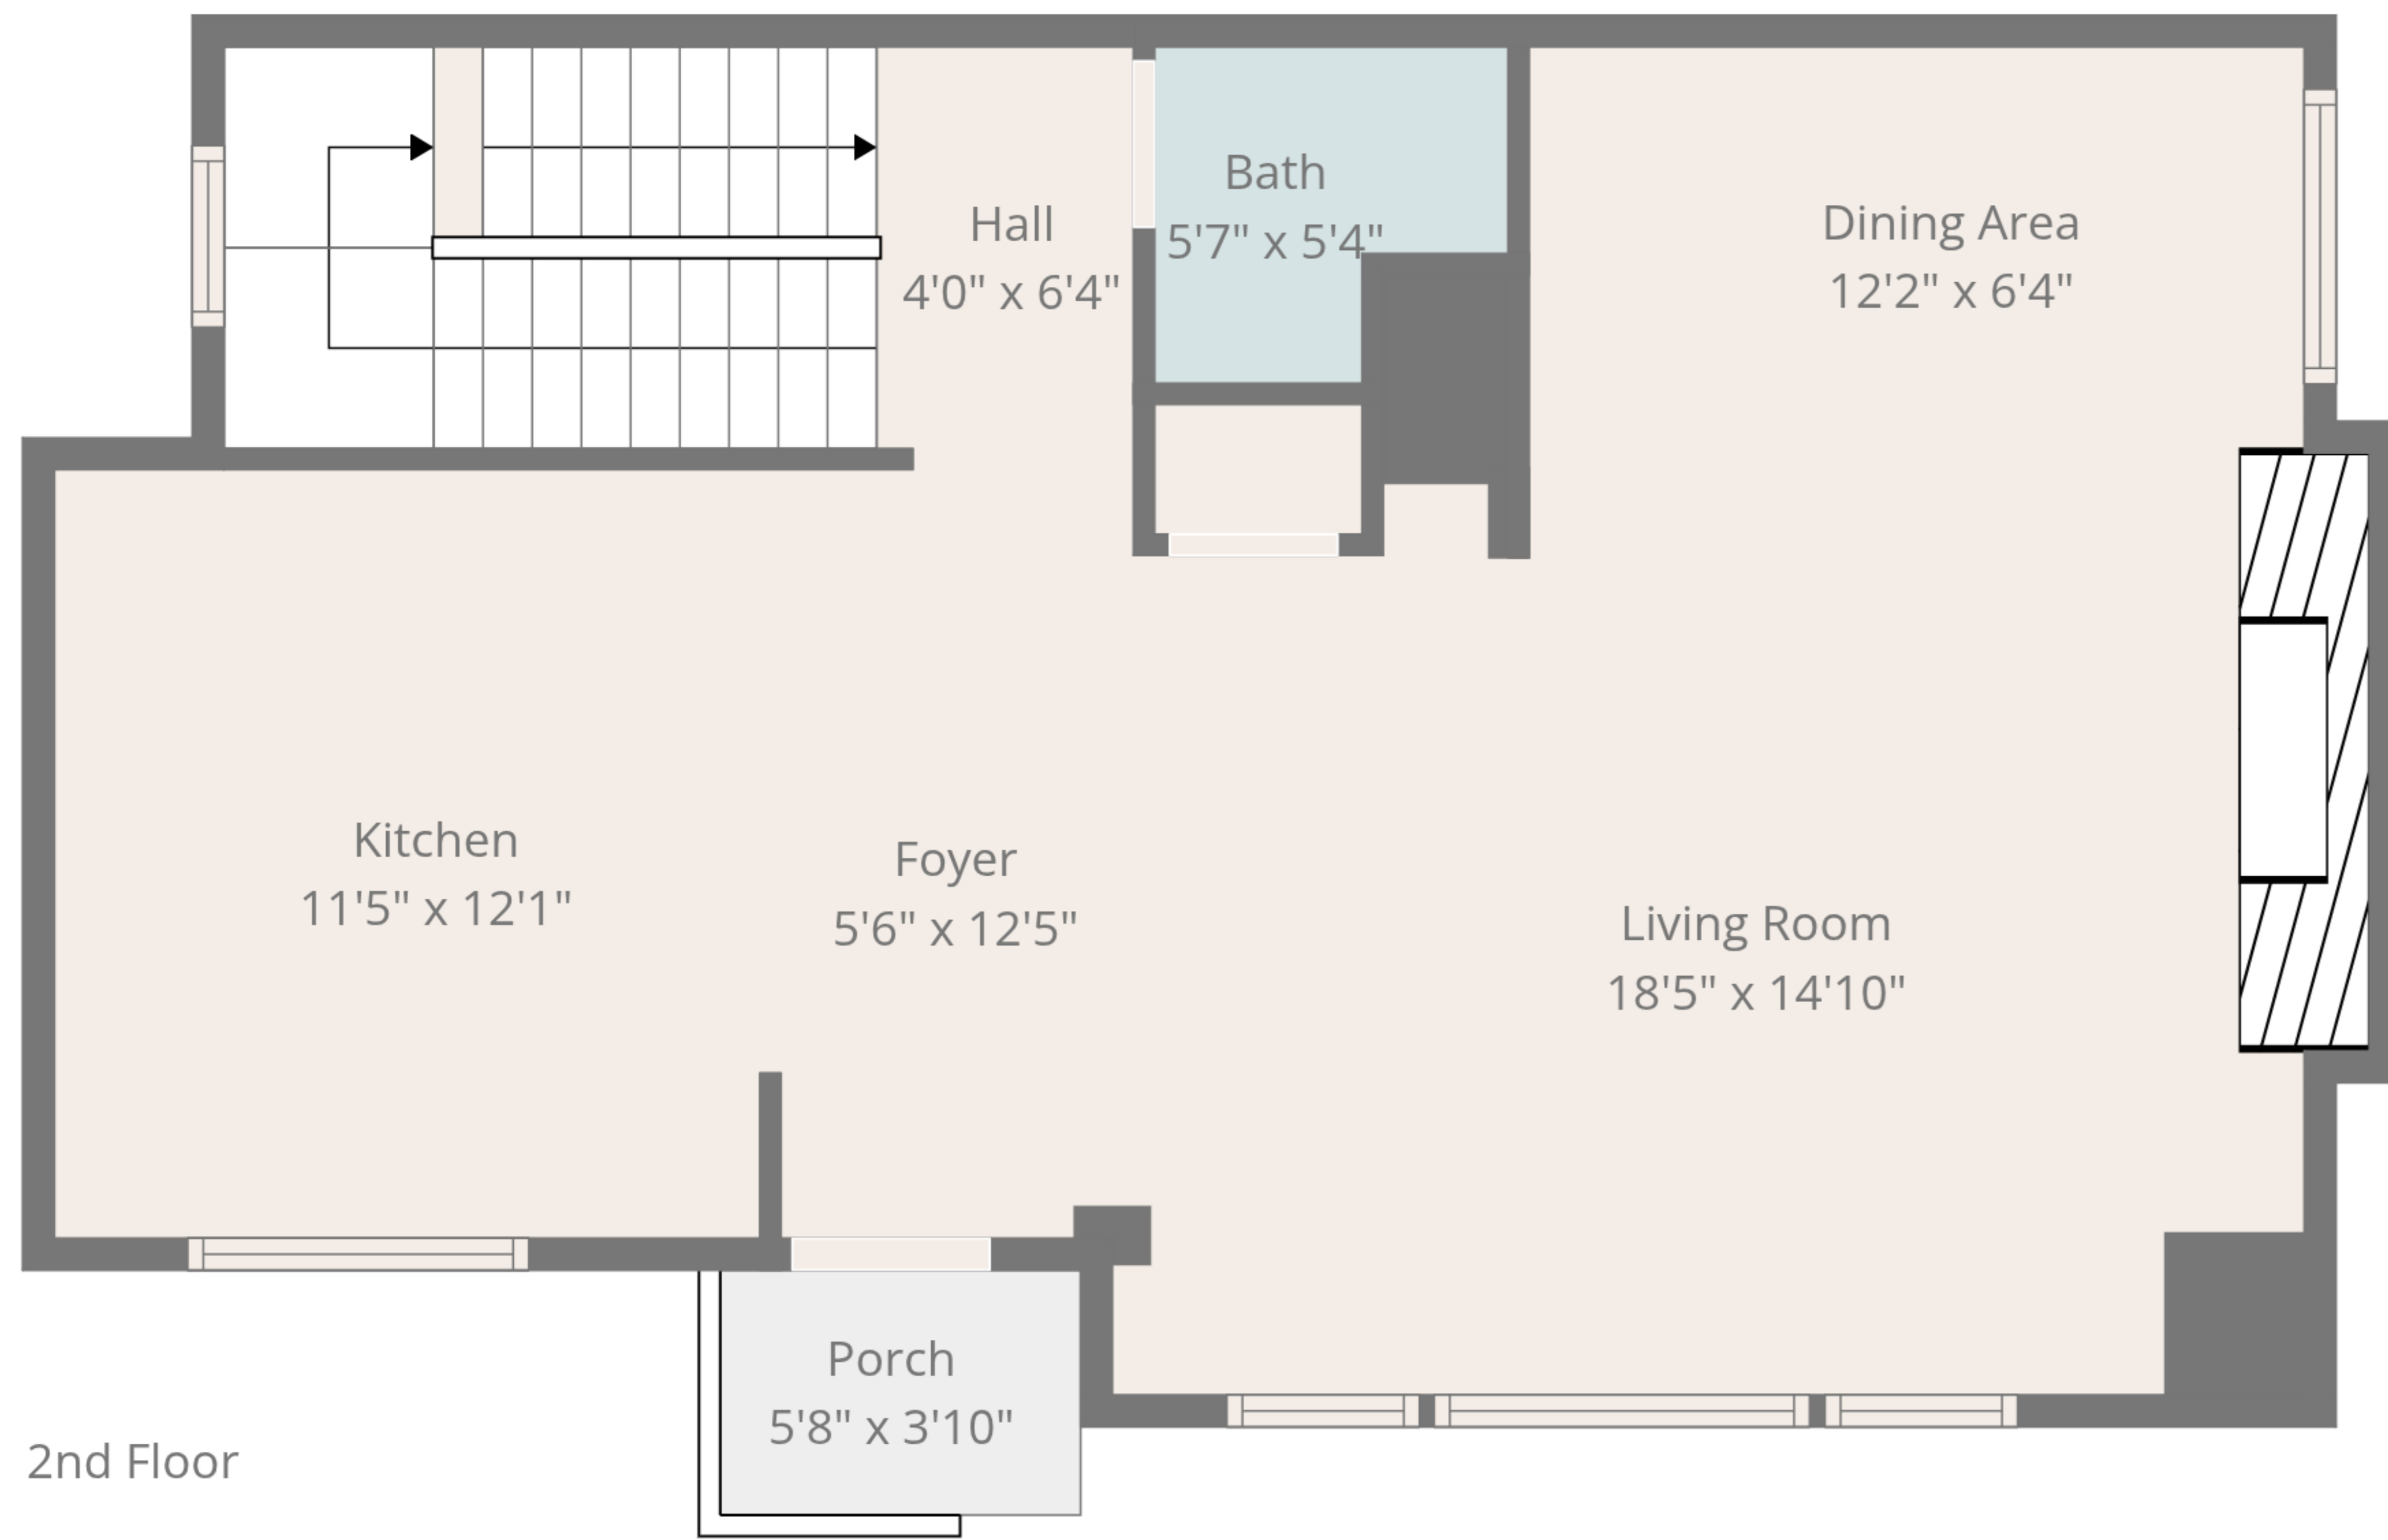 Bath
5'7" x 5'4"
Hall
4'0" x 6'4"
Dining Area
12'2" x 6'4"
Kitchen
11'5" x 12'1"
Foyer
5'6" x 12'5"
Living Room
18'5" x 14'10"
Porch
5'8" x 3'10"
2nd Floor